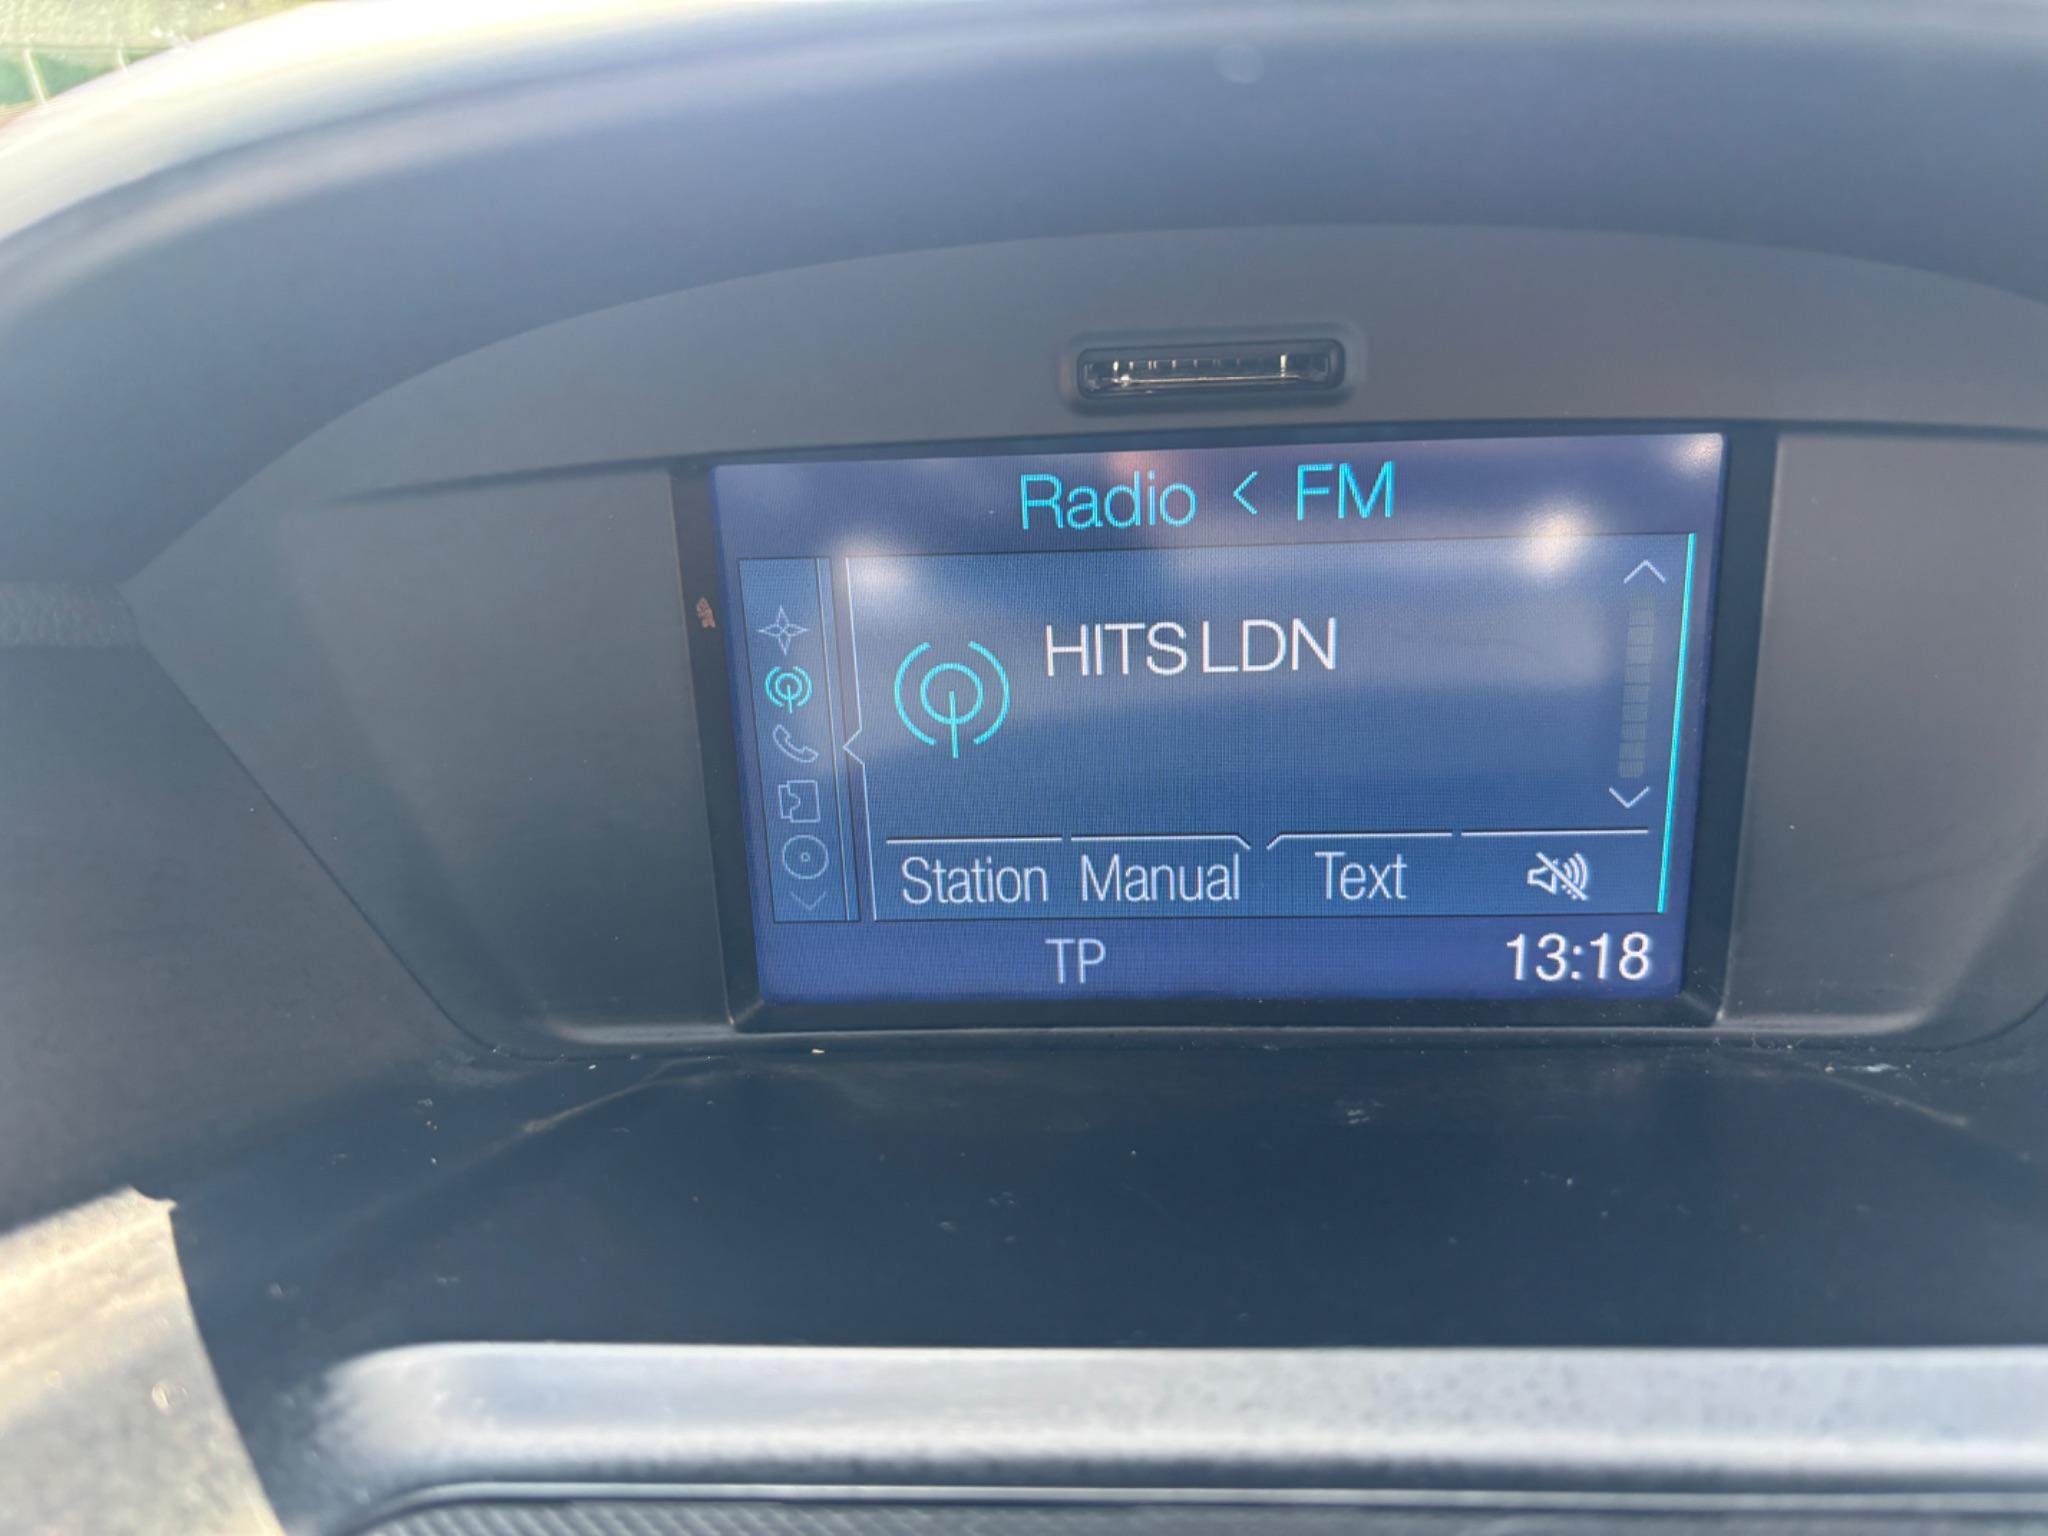 Radio < FM
HITS LDN
Station Manual Text
TP 13:18